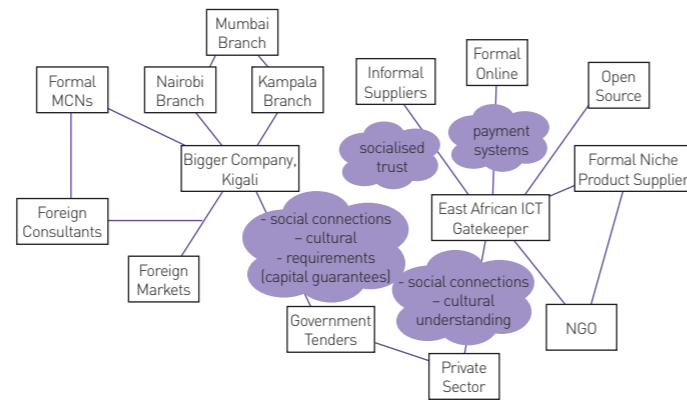 Mumbai
Branch
Formal
MCNs
Nairobi
Branch
Kampala
Branch
Informal
Suppliers
Formal
Online
Open
Source
socialised
trust
payment
systems
Bigger Company,
Kigali
Formal Niche
Product Supplier
Foreign
Consultants
East African ICT
Gatekeeper
- social connections
– cultural
- requirements
(capital guarantees)
Foreign
Markets
- social connections
– cultural
understanding
Government
Tenders
NGO
Private
Sector